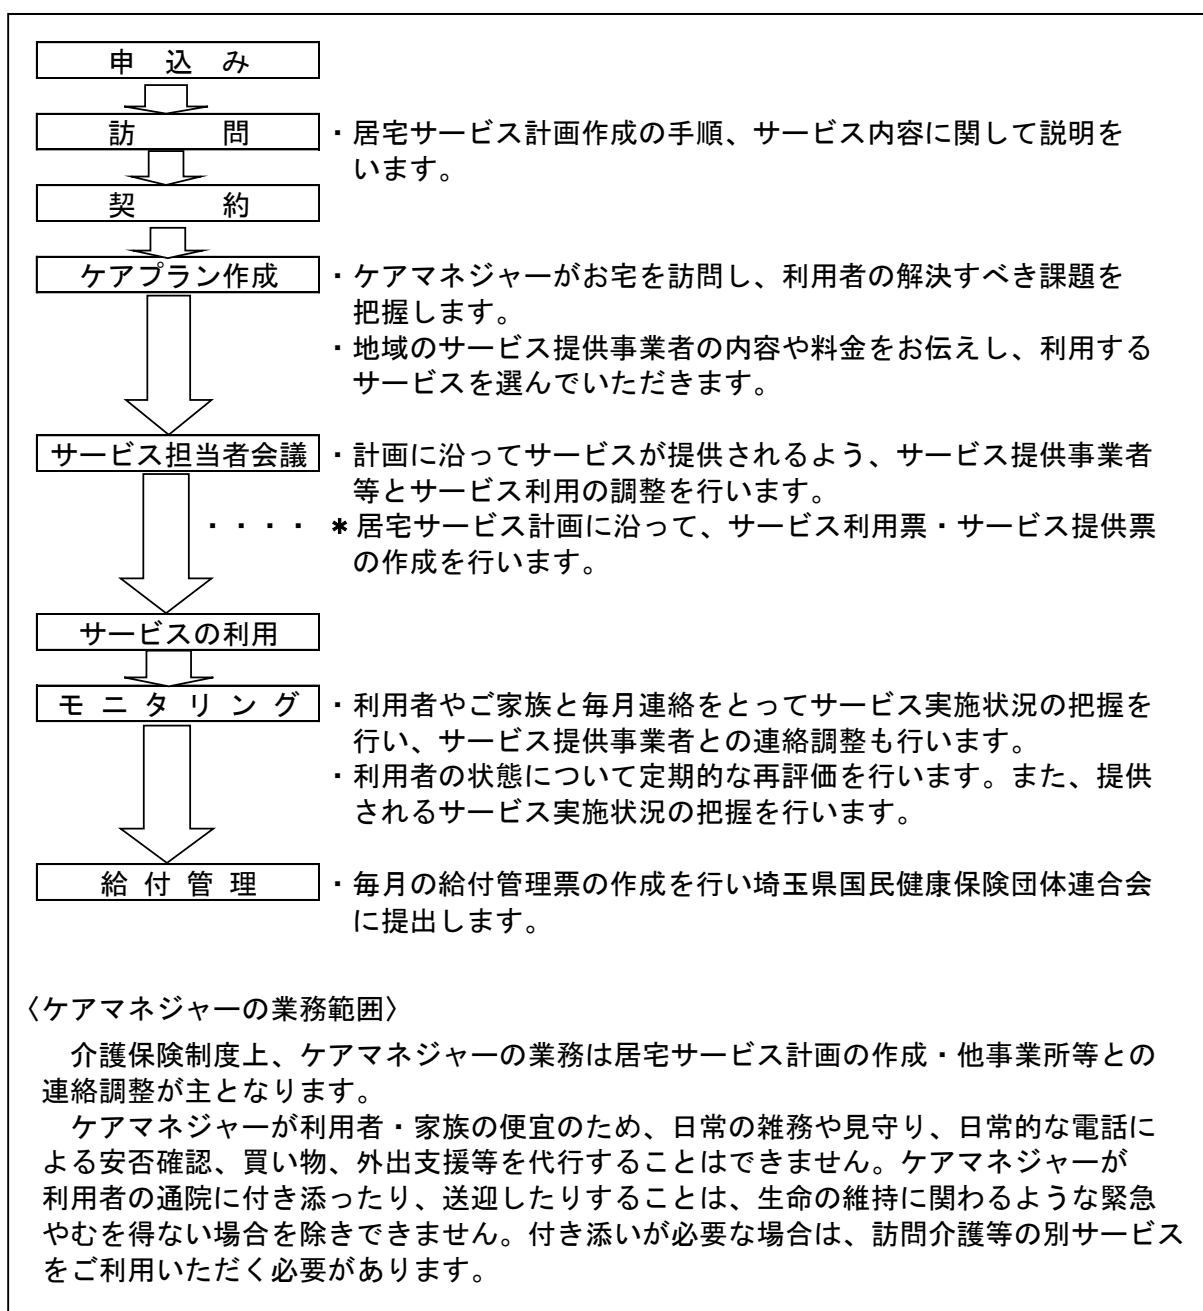 申　込　み
訪　　　問
・居宅サービス計画作成の手順、サービス内容に関して説明を
います。
契　　　約
ケアプラン作成
・ケアマネジャーがお宅を訪問し、利用者の解決すべき課題を
把握します。
・地域のサービス提供事業者の内容や料金をお伝えし、利用する
サービスを選んでいただきます。
サービス担当者会議
・計画に沿ってサービスが提供されるよう、サービス提供事業者
等とサービス利用の調整を行います。
・・・・ ＊居宅サービス計画に沿って、サービス利用票・サービス提供票
の作成を行います。
サービスの利用
モ ニ タ リ ン グ
・利用者やご家族と毎月連絡をとってサービス実施状況の把握を
行い、サービス提供事業者との連絡調整も行います。
・利用者の状態について定期的な再評価を行います。また、提供
されるサービス実施状況の把握を行います。
給 付 管 理
・毎月の給付管理票の作成を行い埼玉県国民健康保険団体連合会
に提出します。
〈ケアマネジャーの業務範囲〉
介護保険制度上、ケアマネジャーの業務は居宅サービス計画の作成・他事業所等との
連絡調整が主となります。
ケアマネジャーが利用者・家族の便宜のため、日常の雑務や見守り、日常的な電話に
よる安否確認、買い物、外出支援等を代行することはできません。ケアマネジャーが
利用者の通院に付き添ったり、送迎したりすることは、生命の維持に関わるような緊急
やむを得ない場合を除きできません。付き添いが必要な場合は、訪問介護等の別サービス
をご利用いただく必要があります。